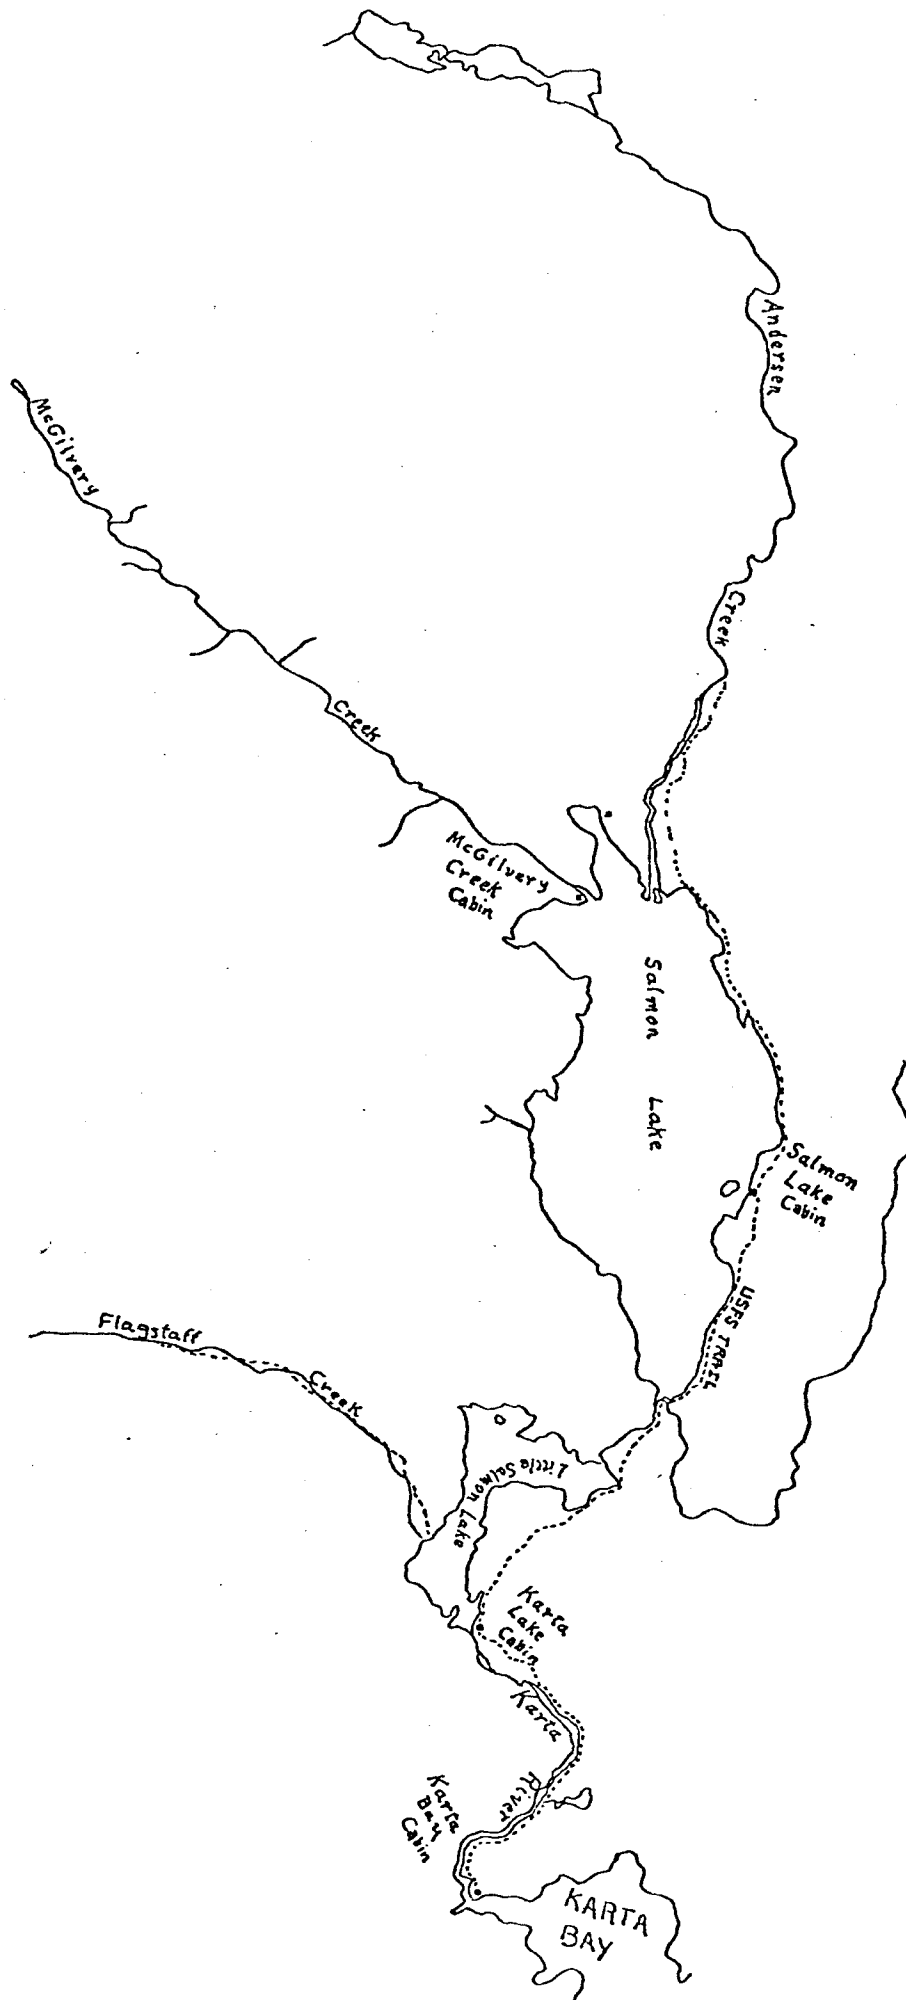 Andersen
Creek
McGilvery
Creek
McGilvery
Creek
Cabin
Salmon
Lake
Salmon
Lake
Cabin
USFS TRAIL
Flagstaff
Creek
Little Salmon Lake
Karta
Lake
Cabin
Karta
River
Karta
Bay
Cabin
KARTA
BAY